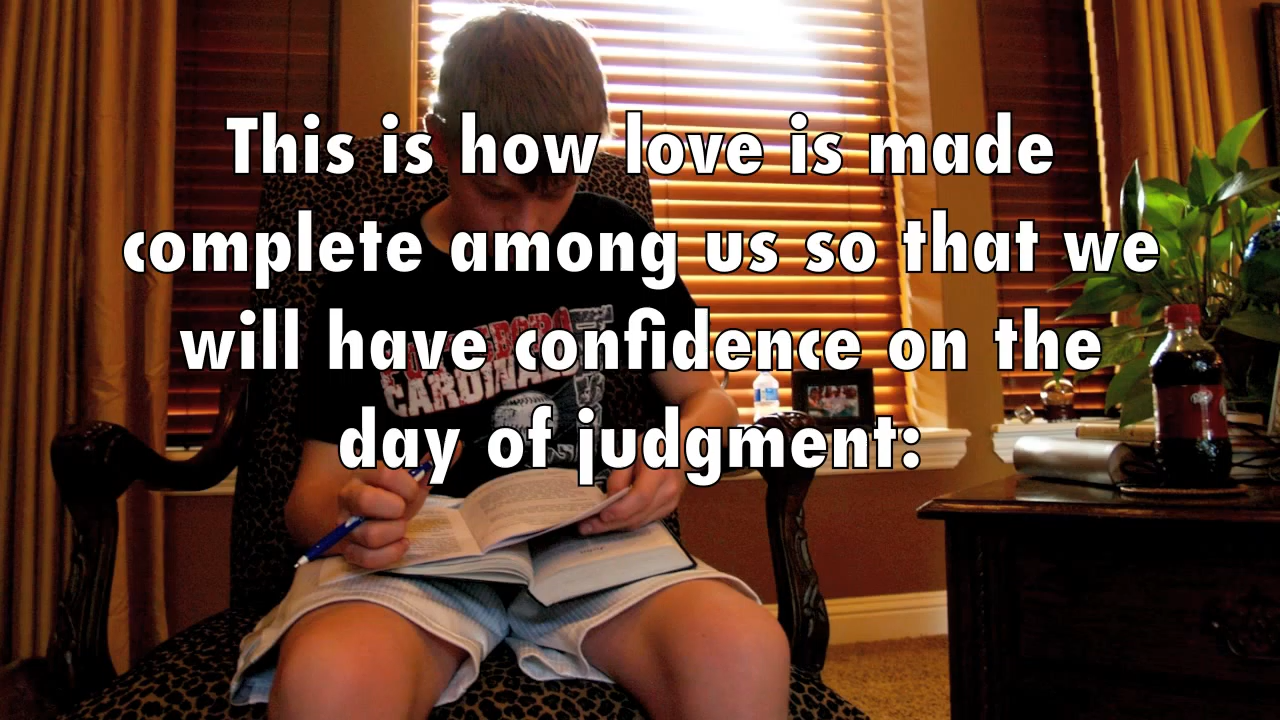 This is how love is made
complete among us so that we
will have confidence on the
day of judgment:
CARDINALS